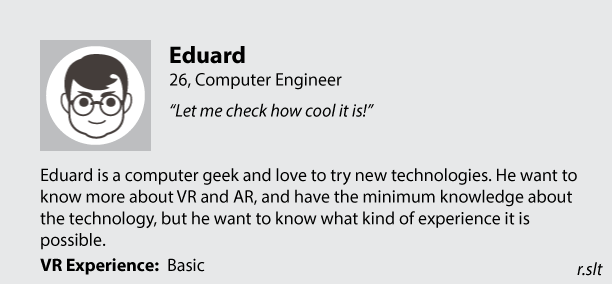 Eduard
26, Computer Engineer
“Let me check how cool it is!”
Eduard is a computer geek and love to try new technologies. He want to
know more about VR and AR, and have the minimum knowledge about
the technology, but he want to know what kind of experience it is
possible.
VR Experience: Basic
r.slt